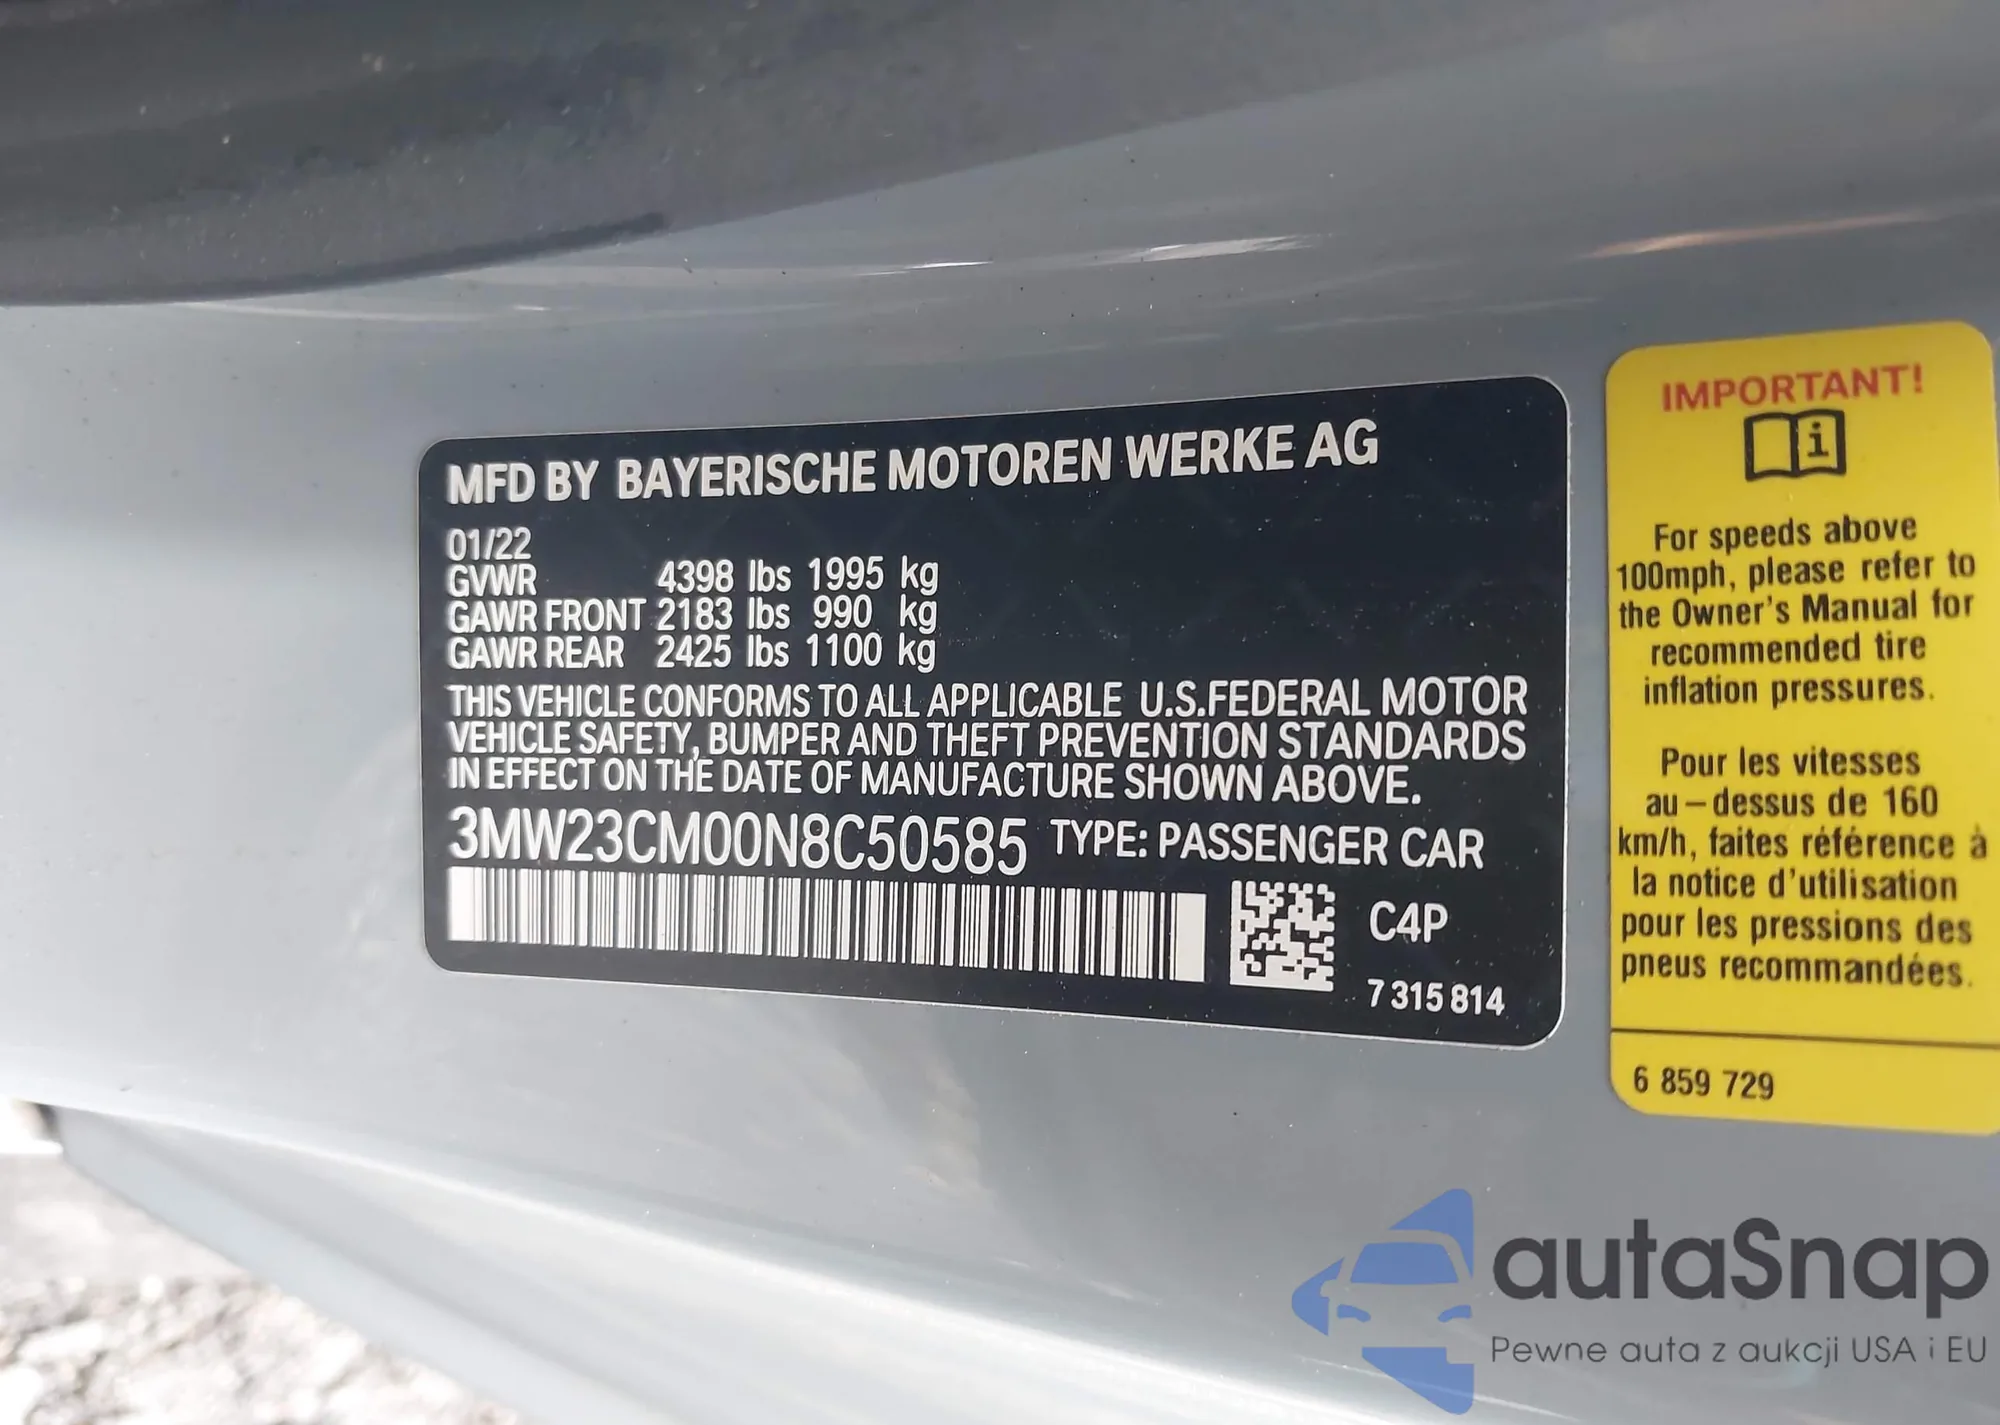 MFD BY BAYERISCHE MOTOREN WERKE AG
01/22
GVWR 4398 lbs 1995 kg
GAWR FRONT 2183 lbs 990 kg
GAWR REAR 2425 lbs 1100 kg
THIS VEHICLE CONFORMS TO ALL APPLICABLE U.S.FEDERAL MOTOR
VEHICLE SAFETY, BUMPER AND THEFT PREVENTION STANDARDS
IN EFFECT ON THE DATE OF MANUFACTURE SHOWN ABOVE.
3MW23CM00N8C50585 TYPE: PASSENGER CAR
C4P
7 315 814
IMPORTANT!
i
For speeds above
100mph, please refer to
the Owner's Manual for
recommended tire
inflation pressures.
Pour les vitesses
au-dessus de 160
km/h, faites référence à
la notice d'utilisation
pour les pressions des
pneus recommandées.
6 859 729
autaSnap
Pewne auta z aukcji USA i EU